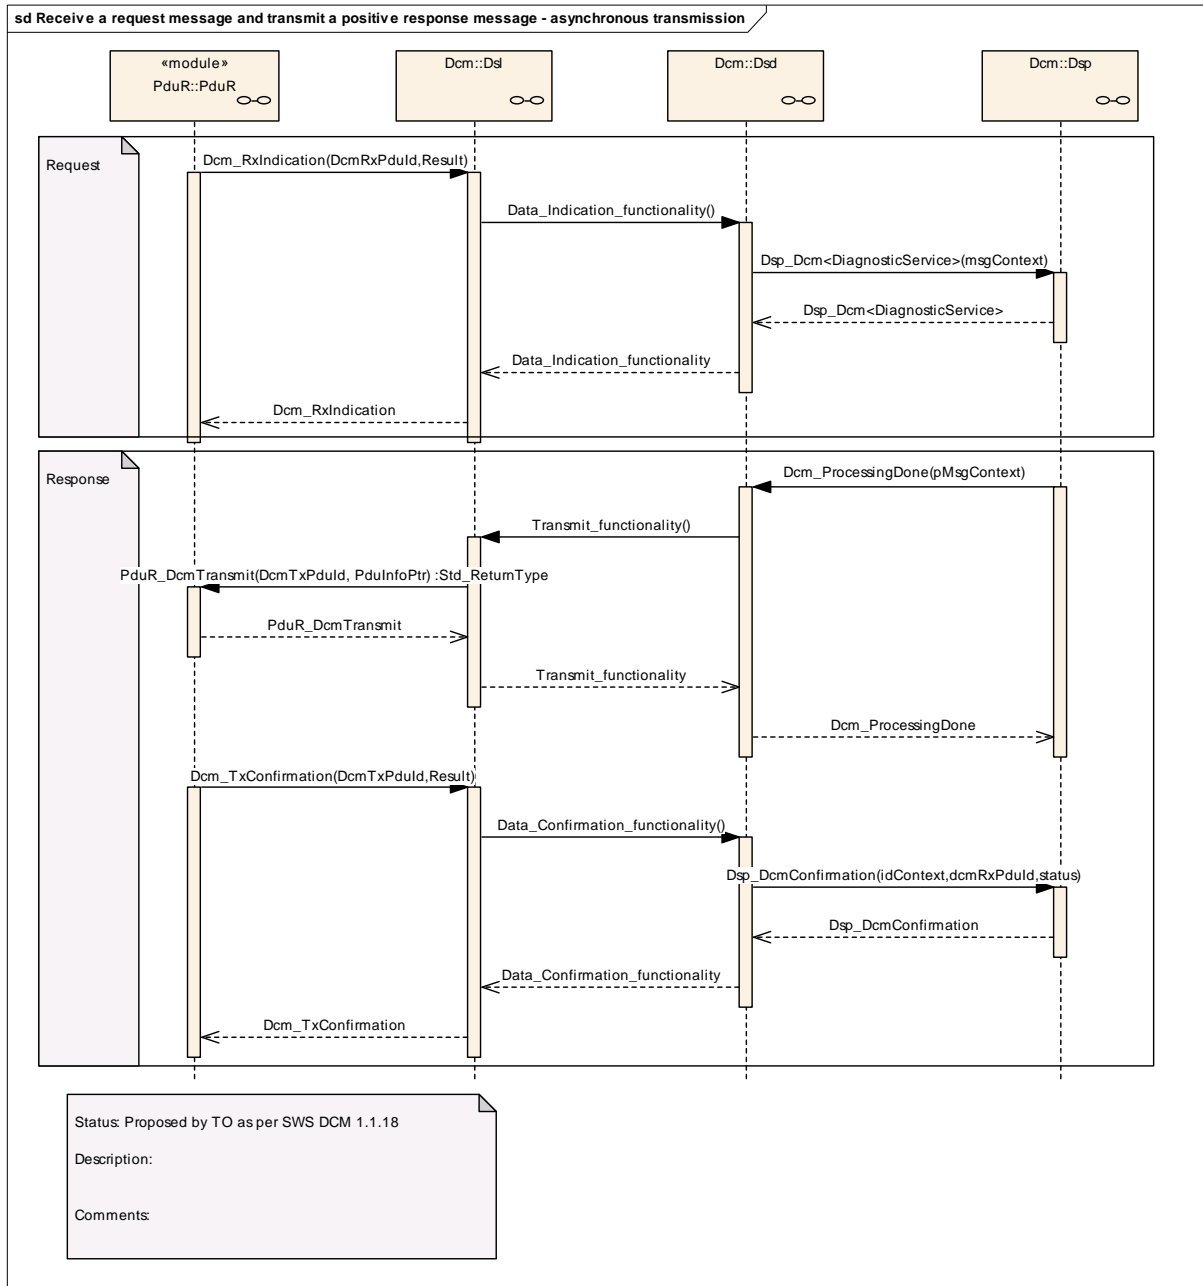 sd Receive a request message and transmit a positive response message - asynchronous transmission
«module»
PduR::PduR
Dcm::Dsl
Dcm::Dsd
Dcm::Dsp
Request
Dcm_RxIndication(DcmRxPduId,Result)
Data_Indication_functionality()
Dsp_Dcm<DiagnosticService>(msgContext)
Dsp_Dcm<DiagnosticService>
Data_Indication_functionality
Dcm_RxIndication
Response
Dcm_ProcessingDone(pMsgContext)
Transmit_functionality()
PduR_DcmTransmit(DcmTxPduId, PduInfoPtr) :Std_ReturnType
PduR_DcmTransmit
Transmit_functionality
Dcm_ProcessingDone
Dcm_TxConfirmation(DcmTxPduId,Result)
Data_Confirmation_functionality()
Dsp_DcmConfirmation(idContext,dcmRxPduId,status)
Dsp_DcmConfirmation
Data_Confirmation_functionality
Dcm_TxConfirmation
Status: Proposed by TO as per SWS DCM 1.1.18
Description:
Comments: